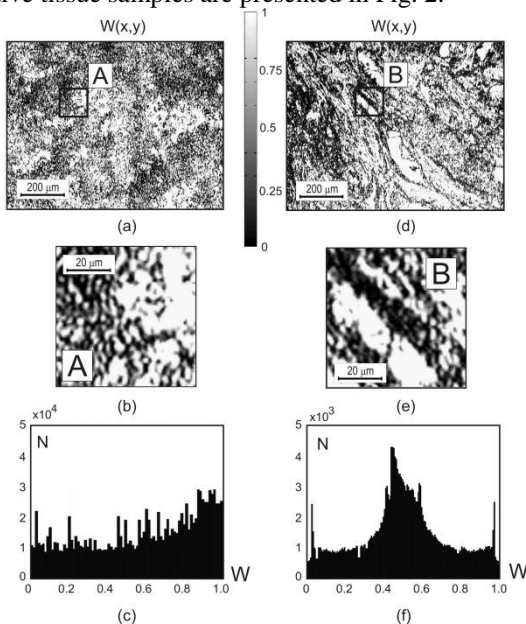 ive tissue samples are presented in Fig. 2.
W(x,y)
1
W(x,y)
A
0.75
B
0.5
0.25
200 μm
200 μm
(a)
0
(d)
20 μm
B
A
20 μm
(b)
(e)
x10⁴
x10³
5
N
5
N
4
4
3
3
2
2
1
1
0
W
0
W
0.0 0.2 0.4 0.6 0.8 1.0
0.0 0.2 0.4 0.6 0.8 1.0
(c)
(f)